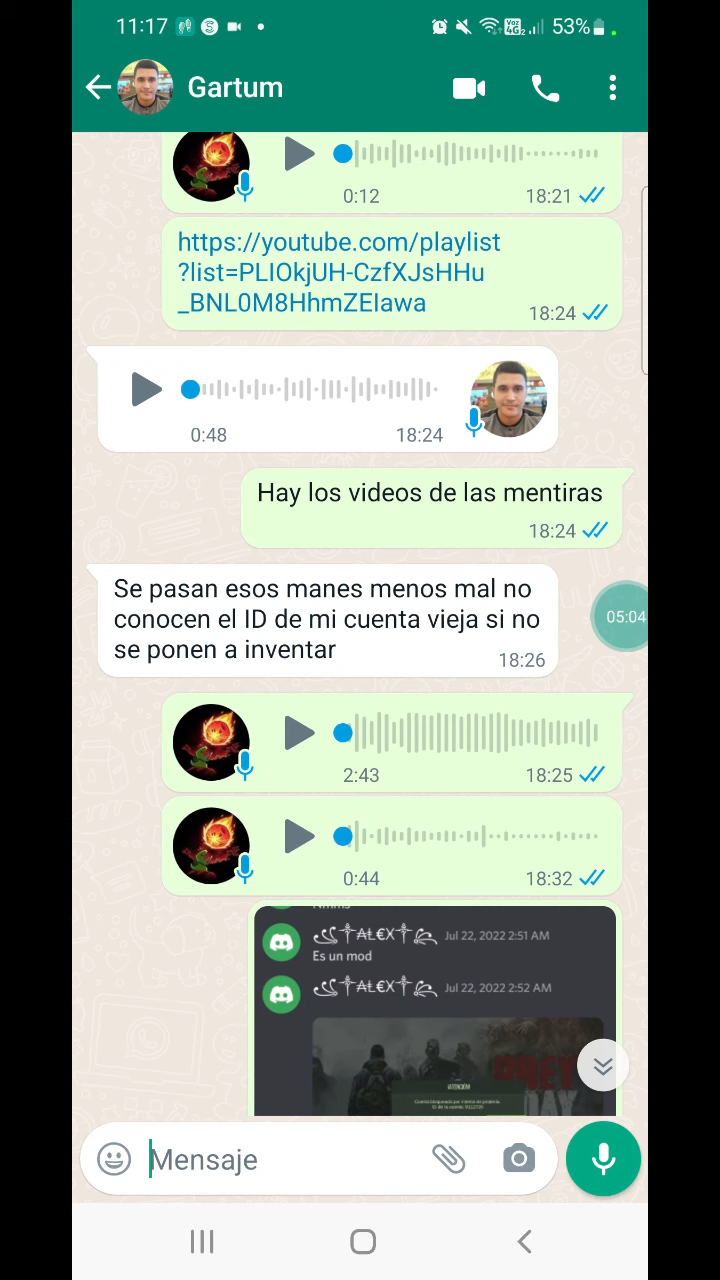 11:17
Voz
4G2
53%
Gartum
0:12
18:21
https://youtube.com/playlist
?list=PLIOkjUH-CzfXJsHHu
_BNL0M8HhmZEIawa
18:24
0:48
18:24
Hay los videos de las mentiras
18:24
Se pasan esos manes menos mal no
conocen el ID de mi cuenta vieja si no
se ponen a inventar
18:26
05:04
2:43
18:25
0:44
18:32
Jul 22, 2022 2:51 AM
Es un mod
Jul 22, 2022 2:52 AM
ATENCIÓN
Mensaje